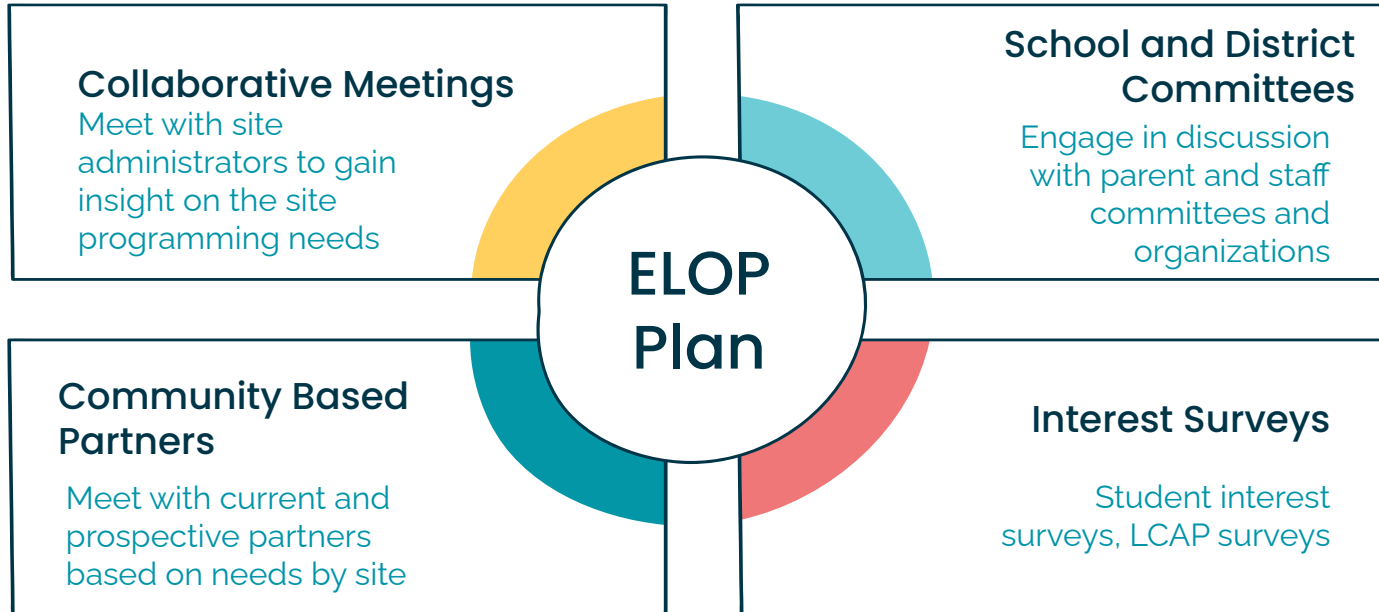 Collaborative Meetings
Meet with site
administrators to gain
insight on the site
programming needs
School and District
Committees
Engage in discussion
with parent and staff
committees and
organizations
ELOP
Plan
Community Based
Partners
Meet with current and
prospective partners
based on needs by site
Interest Surveys
Student interest
surveys, LCAP surveys